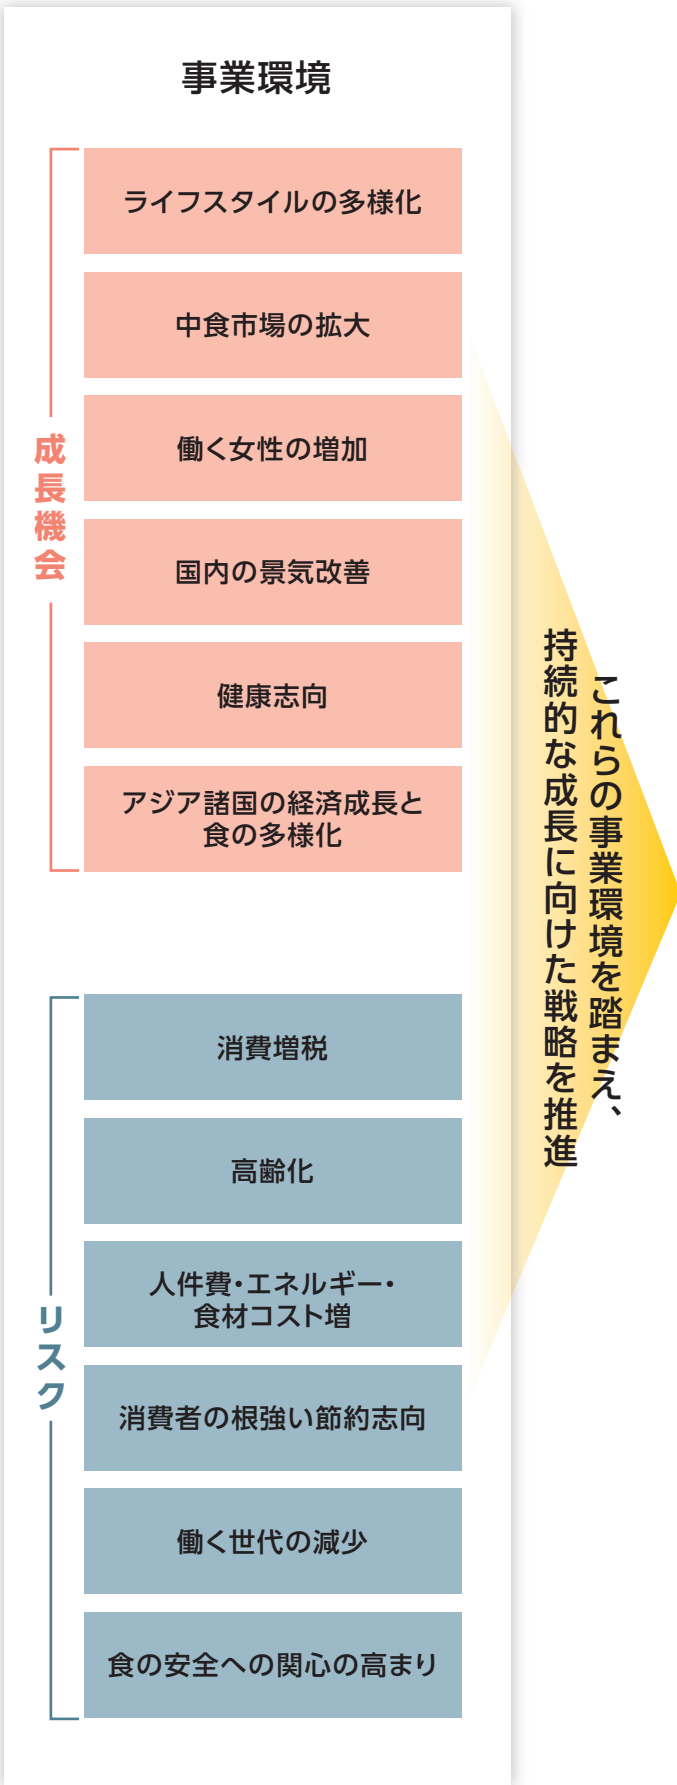 事業環境
成長機会
ライフスタイルの多様化
中食市場の拡大
働く女性の増加
国内の景気改善
健康志向
アジア諸国の経済成長と
食の多様化
リスク
消費増税
高齢化
人件費・エネルギー・
食材コスト増
消費者の根強い節約志向
働く世代の減少
食の安全への関心の高まり
これらの事業環境を踏まえ、
持続的な成長に向けた戦略を推進